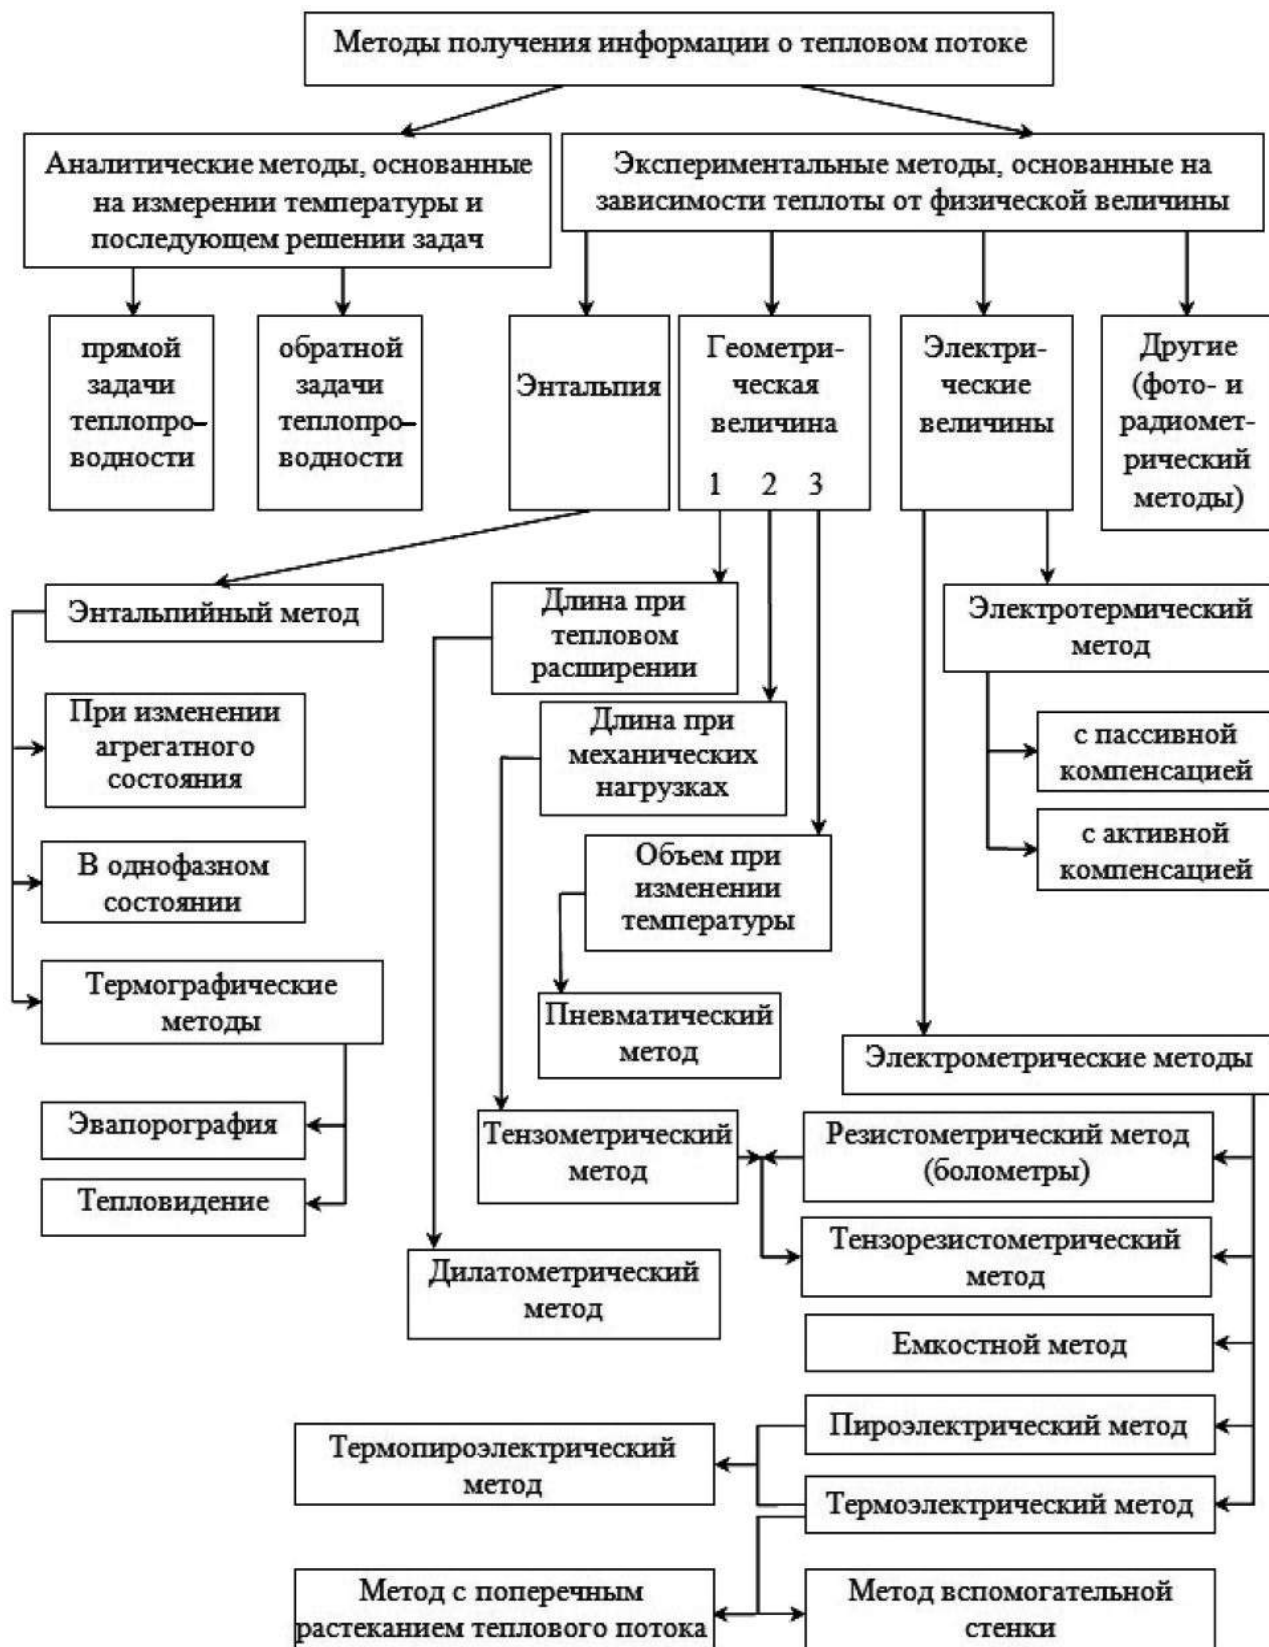 Методы получения информации о тепловом потоке
Аналитические методы, основанные
на измерении температуры и
последующем решении задач
Экспериментальные методы, основанные на
зависимости теплоты от физической величины
прямой
задачи
теплопро–
водности
обратной
задачи
теплопро–
водности
Энтальпия
Геометри-
ческая
величина
1 2 3
Электри-
ческие
величины
Другие
(фото- и
радиомет-
рический
методы)
Энтальпийный метод
При изменении
агрегатного
состояния
В однофазном
состоянии
Термографические
методы
Эвапорография
Тепловидение
Длина при
тепловом
расширении
Длина при
механических
нагрузках
Объем при
изменении
температуры
Пневматический
метод
Тензометрический
метод
Дилатометрический
метод
Электротермический
метод
с пассивной
компенсацией
с активной
компенсацией
Электрометрические методы
Резистометрический метод
(болометры)
Тензорезистометрический
метод
Емкостной метод
Пироэлектрический метод
Термопироэлектрический
метод
Термоэлектрический метод
Метод с поперечным
растеканием теплового потока
Метод вспомогательной
стенки